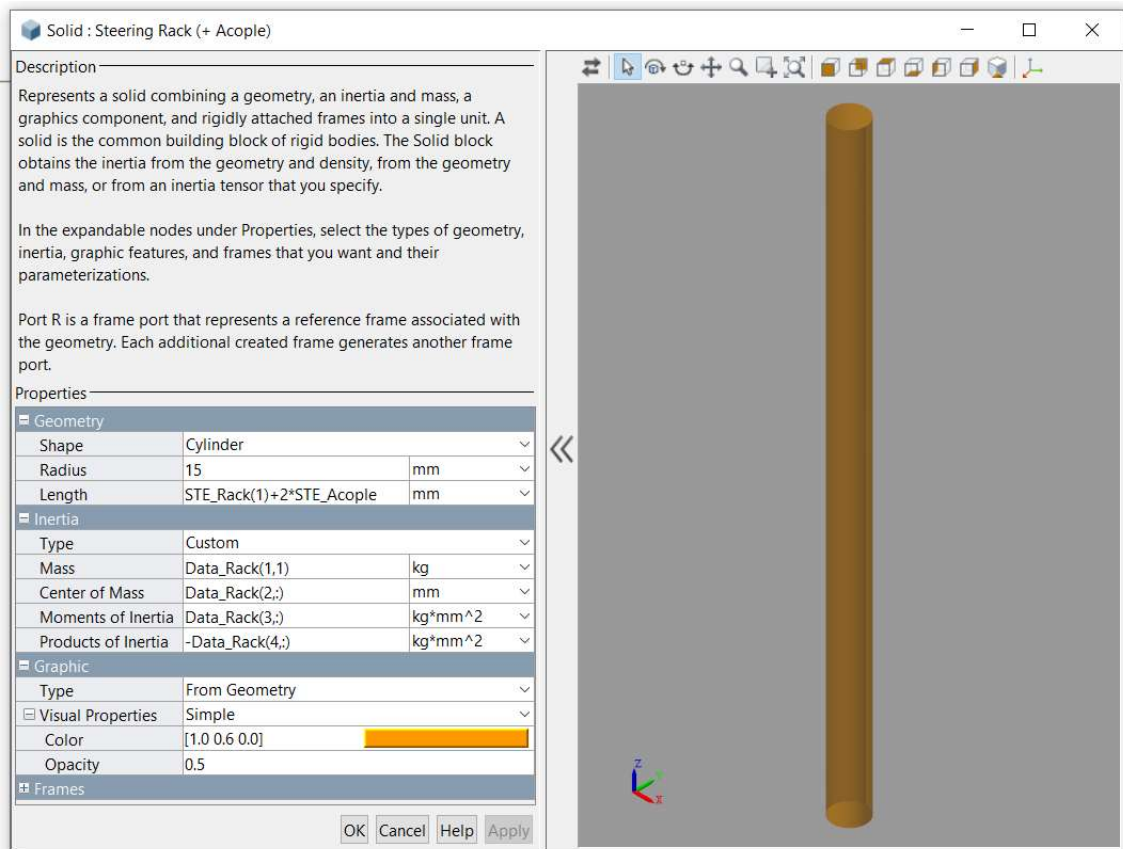 Solid : Steering Rack (+ Acople)
Description
Represents a solid combining a geometry, an inertia and mass, a
graphics component, and rigidly attached frames into a single unit. A
solid is the common building block of rigid bodies. The Solid block
obtains the inertia from the geometry and density, from the geometry
and mass, or from an inertia tensor that you specify.
In the expandable nodes under Properties, select the types of geometry,
inertia, graphic features, and frames that you want and their
parameterizations.
Port R is a frame port that represents a reference frame associated with
the geometry. Each additional created frame generates another frame
port.
Properties
Geometry
Shape Cylinder
Radius 15 mm
Length STE_Rack(1)+2*STE_Acople mm
Inertia
Type Custom
Mass Data_Rack(1,1) kg
Center of Mass Data_Rack(2,:) mm
Moments of Inertia Data_Rack(3,:) kg*mm^2
Products of Inertia -Data_Rack(4,:) kg*mm^2
Graphic
Type From Geometry
Visual Properties Simple
Color [1.0 0.6 0.0]
Opacity 0.5
Frames
OK Cancel Help Apply
Z
Y
X